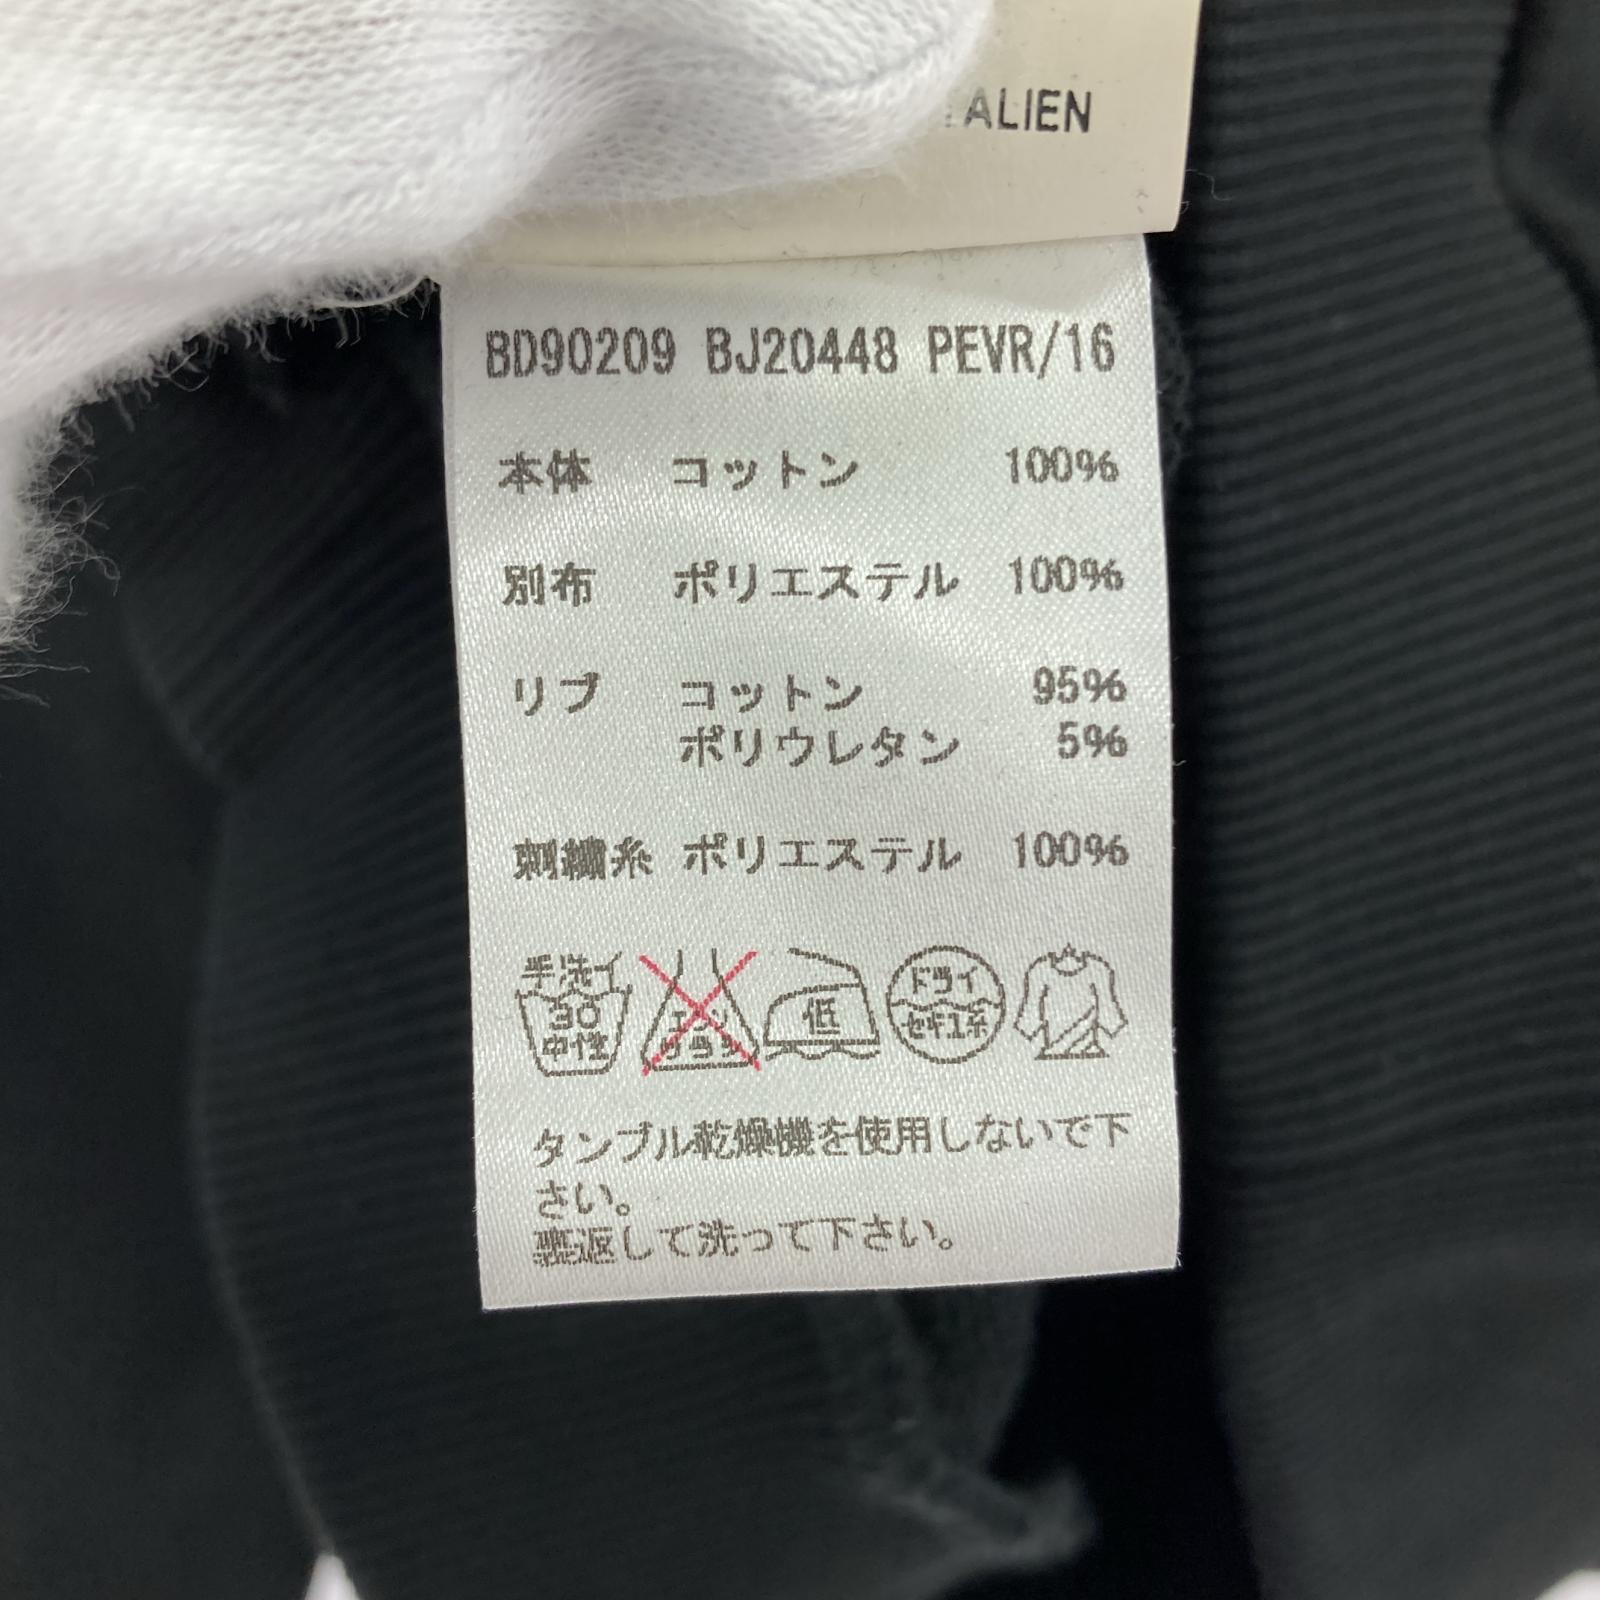 ALIEN
BD90209 BJ20448 PEVR/16
本体 コットン 100%
別布 ポリエステル 100%
リブ コットン 95%
ポリウレタン 5%
刺繍糸 ポリエステル 100%
手洗イ
30
中性
エンソ
サラシ
低
ドライ
セキユ系
タンブル乾燥機を使用しないで下
さい。
裏返して洗って下さい。